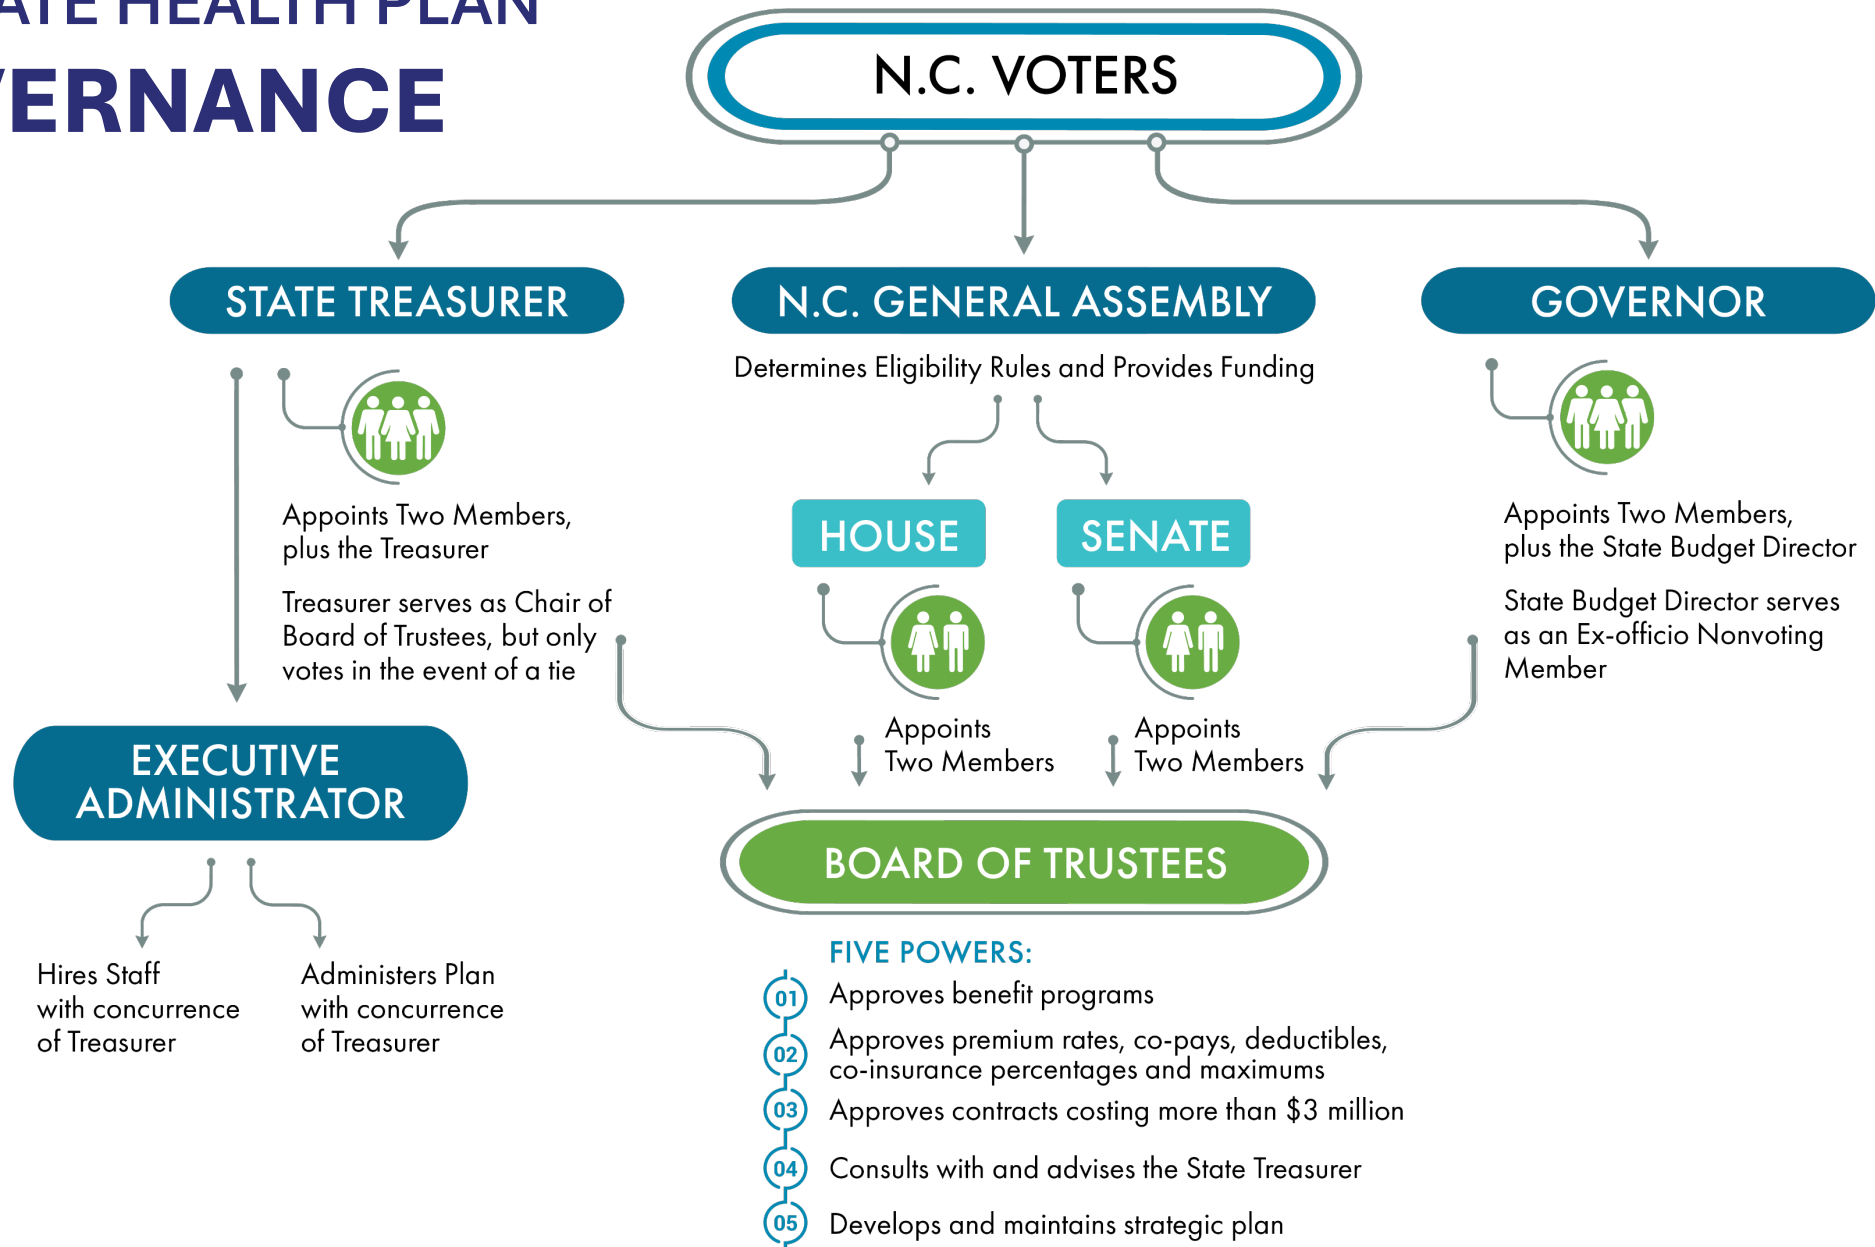 ATE HEALTH PLAN
VERNANCE
N.C. VOTERS
STATE TREASURER
N.C. GENERAL ASSEMBLY
GOVERNOR
Determines Eligibility Rules and Provides Funding
Appoints Two Members,
plus the Treasurer
Treasurer serves as Chair of
Board of Trustees, but only
votes in the event of a tie
HOUSE
SENATE
Appoints
Two Members
Appoints
Two Members
Appoints Two Members,
plus the State Budget Director
State Budget Director serves
as an Ex-officio Nonvoting
Member
EXECUTIVE
ADMINISTRATOR
Hires Staff
with concurrence
of Treasurer
Administers Plan
with concurrence
of Treasurer
BOARD OF TRUSTEES
FIVE POWERS:
01 Approves benefit programs
02 Approves premium rates, co-pays, deductibles,
co-insurance percentages and maximums
03 Approves contracts costing more than $3 million
04 Consults with and advises the State Treasurer
05 Develops and maintains strategic plan